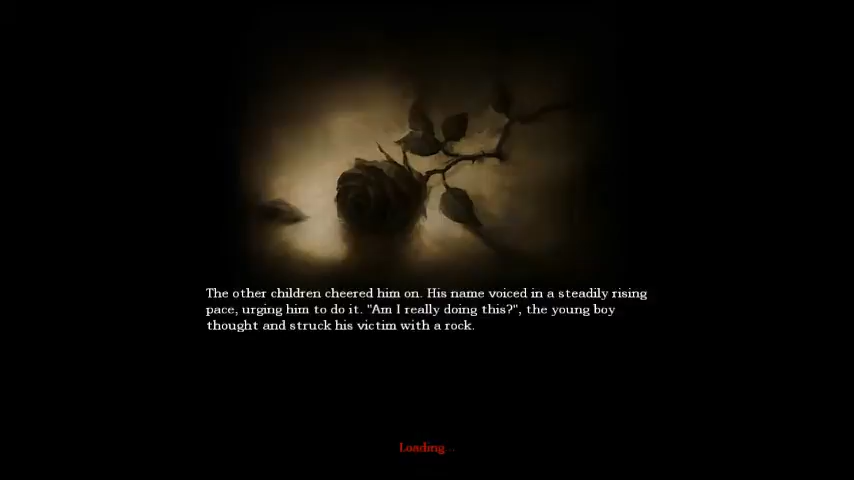 The other children cheered him on. His name voiced in a steadily rising
pace, urging him to do it. "Am I really doing this?", the young boy
thought and struck his victim with a rock.
Loading...